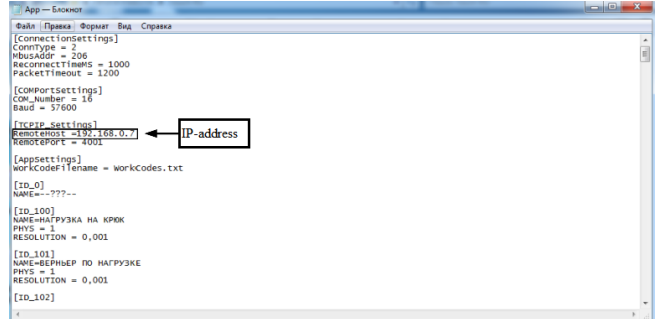 App — Блокнот
Файл Правка Формат Вид Справка
[ConnectionSettings]
ConnType = 2
MbusAddr = 206
ReconnectTimeMS = 1000
PacketTimeout = 1200
[COMPortSettings]
COM_Number = 16
Baud = 57600
[TCPIP_Settings]
RemoteHost =192.168.0.7
IP-address
RemotePort = 4001
[AppSettings]
WorkCodeFilename = WorkCodes.txt
[ID_0]
NAME=--???--
[ID_100]
NAME=НАГРУЗКА НА КРЮК
PHYS = 1
RESOLUTION = 0,001
[ID_101]
NAME=ВЕРНЬЕР ПО НАГРУЗКЕ
PHYS = 1
RESOLUTION = 0,001
[ID_102]